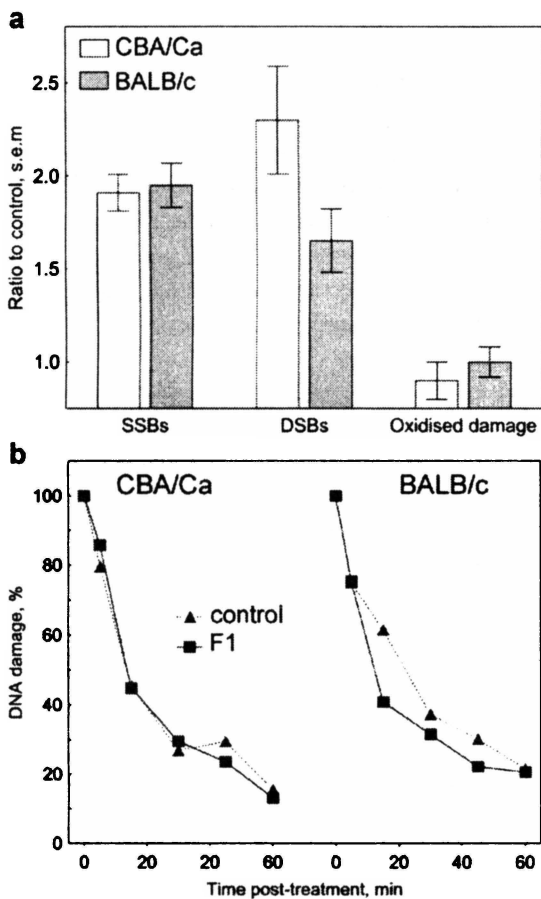 a
CBA/Ca
BALB/c
Ratio to control, s.e.m
2.5
2.0
1.5
1.0
SSBs DSBs Oxidised damage
b
CBA/Ca BALB/c
DNA damage, %
100
80
60
40
20
0
control
F1
0 20 20 60 0 20 40 60
Time post-treatment, min